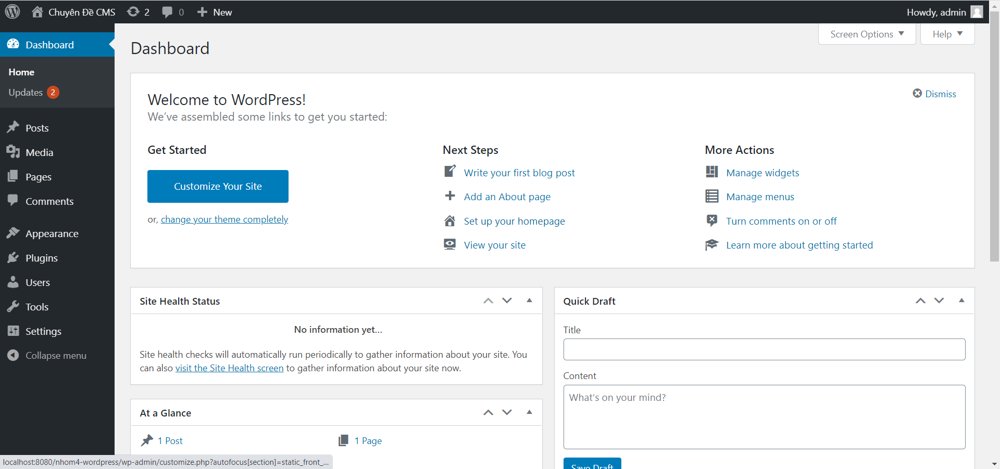 Chuyên Đề CMS 2 0 New Howdy, admin
Dashboard
Home
Updates 2
Posts
Media
Pages
Comments
Appearance
Plugins
Users
Tools
Settings
Collapse menu
Screen Options Help
Dashboard
Welcome to WordPress!
Dismiss
We've assembled some links to get you started:
Get Started
Customize Your Site
or, change your theme completely
Next Steps
Write your first blog post
Add an About page
Set up your homepage
View your site
More Actions
Manage widgets
Manage menus
Turn comments on or off
Learn more about getting started
Site Health Status
No information yet...
Site health checks will automatically run periodically to gather information about your site. You
can also visit the Site Health screen to gather information about your site now.
At a Glance
1 Post 1 Page
Quick Draft
Title
Content
What's on your mind?
Save Draft
localhost:8080/nhom4-wordpress/wp-admin/customize.php?autofocus[section]=static_front_...